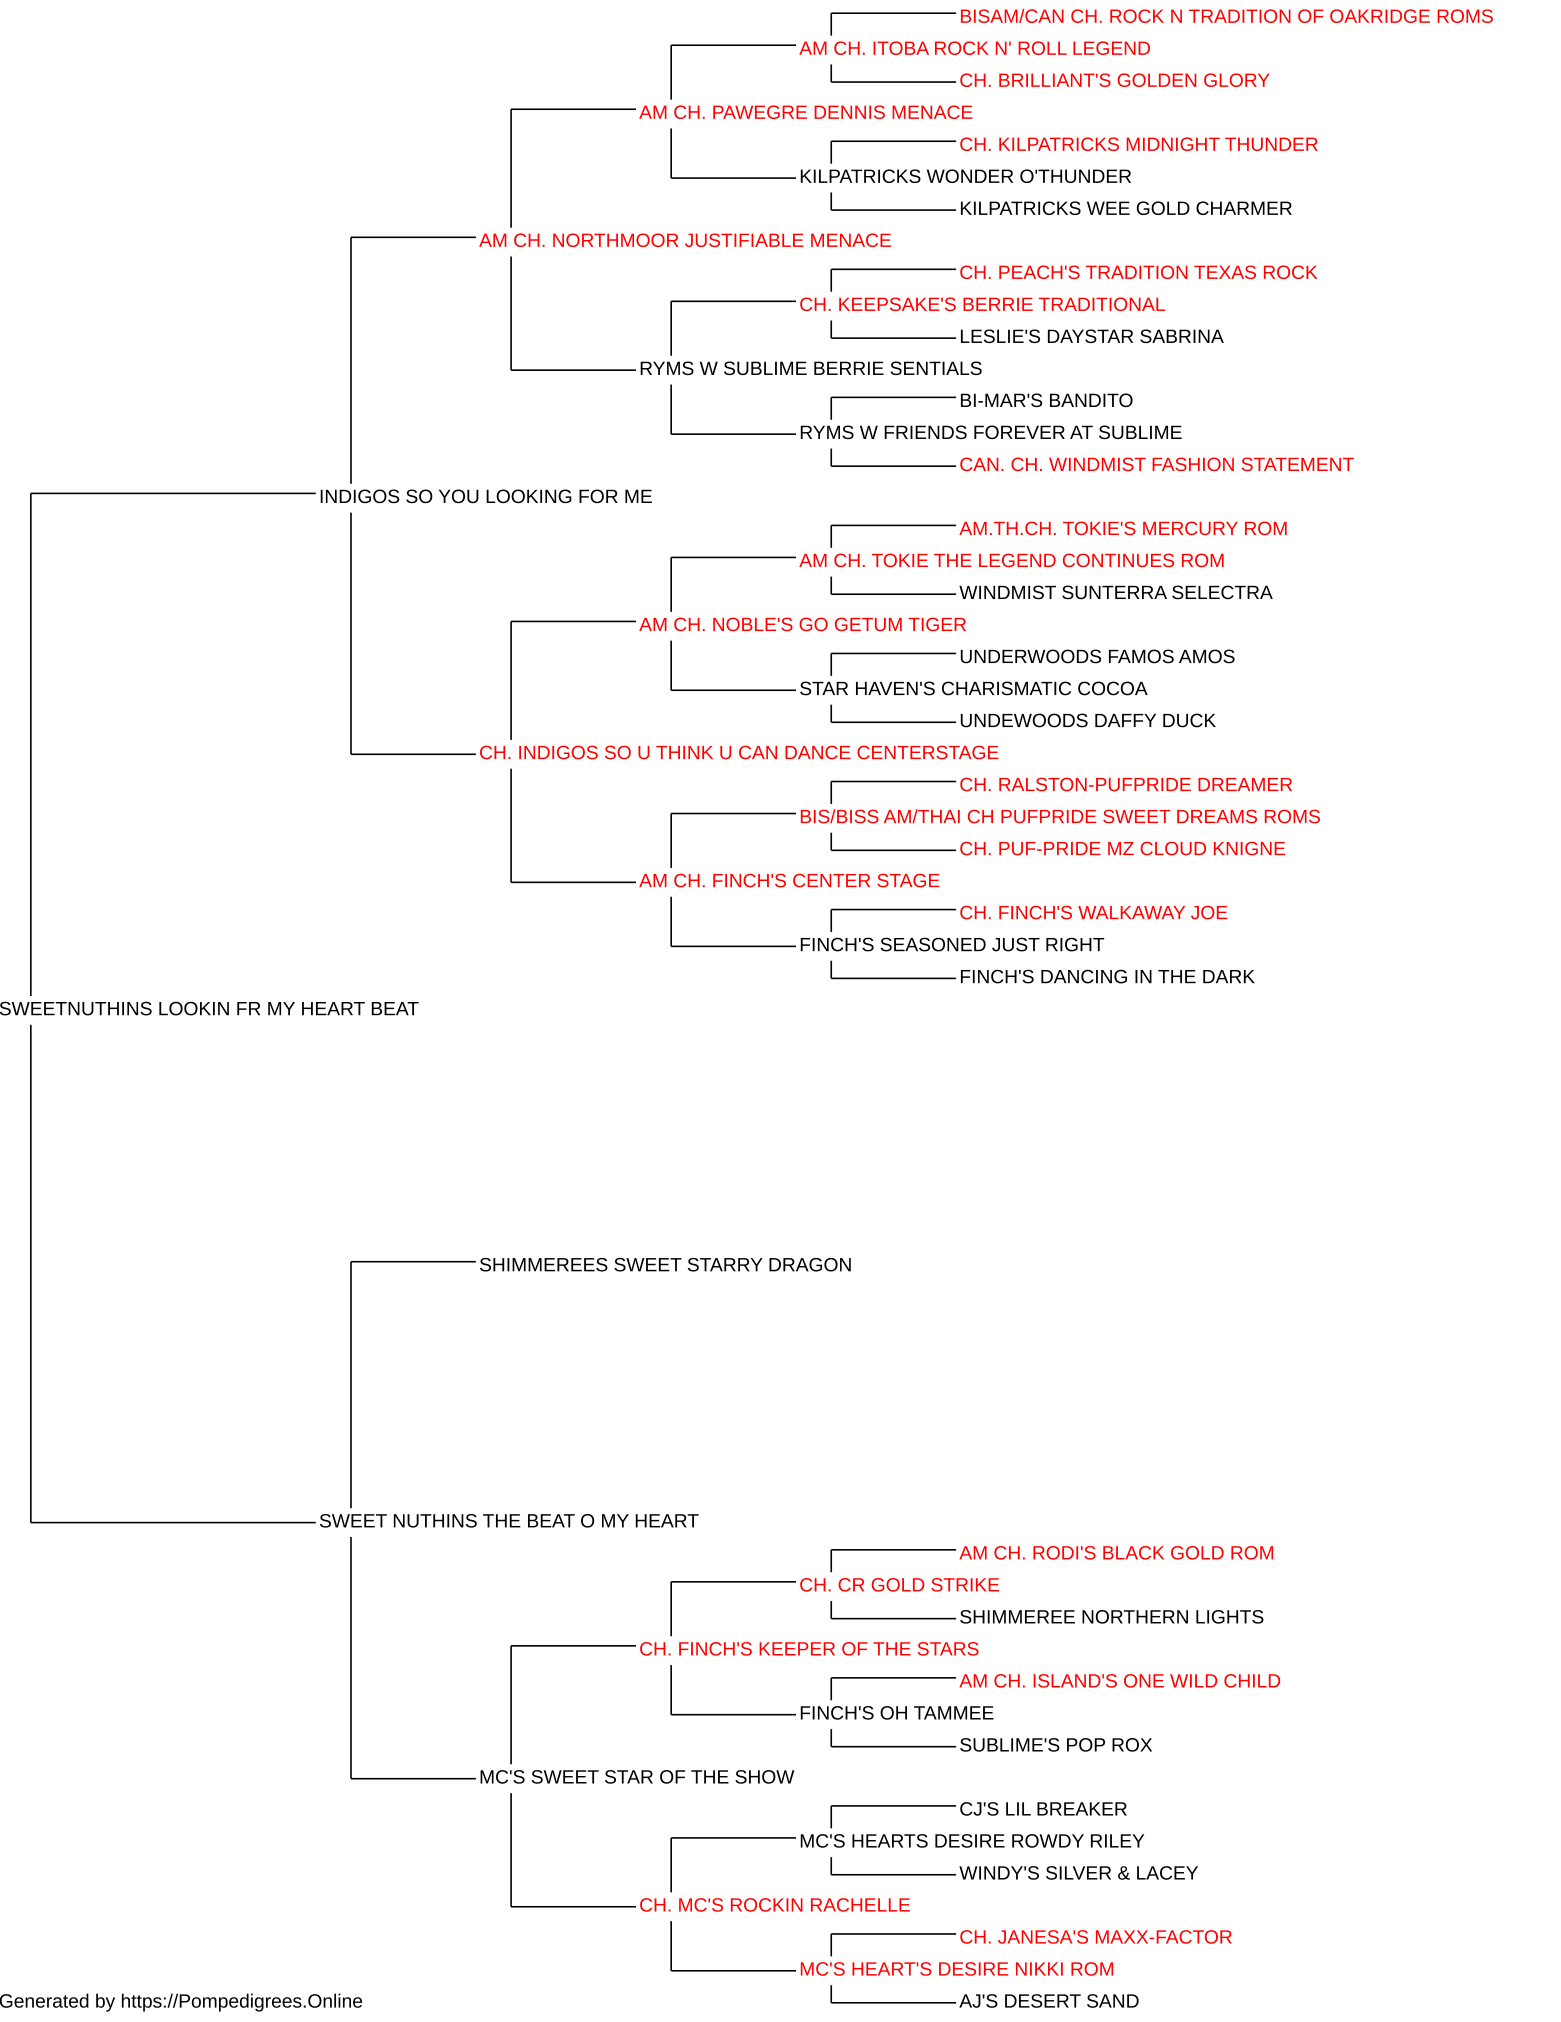 BISAM/CAN CH. ROCK N TRADITION OF OAKRIDGE ROMS
AM CH. ITOBA ROCK N' ROLL LEGEND
CH. BRILLIANT'S GOLDEN GLORY
AM CH. PAWEGRE DENNIS MENACE
CH. KILPATRICKS MIDNIGHT THUNDER
KILPATRICKS WONDER O'THUNDER
KILPATRICKS WEE GOLD CHARMER
AM CH. NORTHMOOR JUSTIFIABLE MENACE
CH. PEACH'S TRADITION TEXAS ROCK
CH. KEEPSAKE'S BERRIE TRADITIONAL
LESLIE'S DAYSTAR SABRINA
RYMS W SUBLIME BERRIE SENTIALS
BI-MAR'S BANDITO
RYMS W FRIENDS FOREVER AT SUBLIME
CAN. CH. WINDMIST FASHION STATEMENT
INDIGOS SO YOU LOOKING FOR ME
AM.TH.CH. TOKIE'S MERCURY ROM
AM CH. TOKIE THE LEGEND CONTINUES ROM
WINDMIST SUNTERRA SELECTRA
AM CH. NOBLE'S GO GETUM TIGER
UNDERWOODS FAMOS AMOS
STAR HAVEN'S CHARISMATIC COCOA
UNDEWOODS DAFFY DUCK
CH. INDIGOS SO U THINK U CAN DANCE CENTERSTAGE
CH. RALSTON-PUFPRIDE DREAMER
BIS/BISS AM/THAI CH PUFPRIDE SWEET DREAMS ROMS
CH. PUF-PRIDE MZ CLOUD KNIGNE
AM CH. FINCH'S CENTER STAGE
CH. FINCH'S WALKAWAY JOE
FINCH'S SEASONED JUST RIGHT
FINCH'S DANCING IN THE DARK
SWEETNUTHINS LOOKIN FR MY HEART BEAT
SHIMMEREES SWEET STARRY DRAGON
SWEET NUTHINS THE BEAT O MY HEART
AM CH. RODI'S BLACK GOLD ROM
CH. CR GOLD STRIKE
SHIMMEREE NORTHERN LIGHTS
CH. FINCH'S KEEPER OF THE STARS
AM CH. ISLAND'S ONE WILD CHILD
FINCH'S OH TAMMEE
SUBLIME'S POP ROX
MC'S SWEET STAR OF THE SHOW
CJ'S LIL BREAKER
MC'S HEARTS DESIRE ROWDY RILEY
WINDY'S SILVER & LACEY
CH. MC'S ROCKIN RACHELLE
CH. JANESA'S MAXX-FACTOR
MC'S HEART'S DESIRE NIKKI ROM
AJ'S DESERT SAND
Generated by https://Pompedigrees.Online